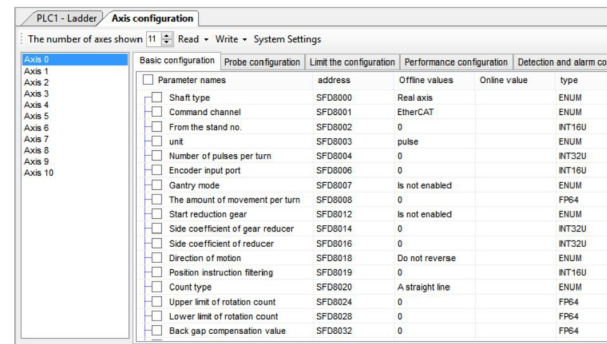 PLC1 - Ladder Axis configuration
The number of axes shown 11 Read Write System Settings
Axis 0
Axis 1
Axis 2
Axis 3
Axis 4
Axis 5
Axis 6
Axis 7
Axis 8
Axis 9
Axis 10
Basic configuration Probe configuration Limit the configuration Performance configuration Detection and alarm co
Parameter names address Offline values Online value type
Shaft type SFD8000 Real axis ENUM
Command channel SFD8001 EtherCAT ENUM
From the stand no. SFD8002 0 INT16U
unit SFD8003 pulse ENUM
Number of pulses per turn SFD8004 0 INT32U
Encoder input port SFD8006 0 INT16U
Gantry mode SFD8007 Is not enabled ENUM
The amount of movement per turn SFD8008 0 FP64
Start reduction gear SFD8012 Is not enabled ENUM
Side coefficient of gear reducer SFD8014 0 INT32U
Side coefficient of reducer SFD8016 0 INT32U
Direction of motion SFD8018 Do not reverse ENUM
Position instruction filtering SFD8019 0 INT16U
Count type SFD8020 A straight line ENUM
Upper limit of rotation count SFD8024 0 FP64
Lower limit of rotation count SFD8028 0 FP64
Back gap compensation value SFD8032 0 FP64